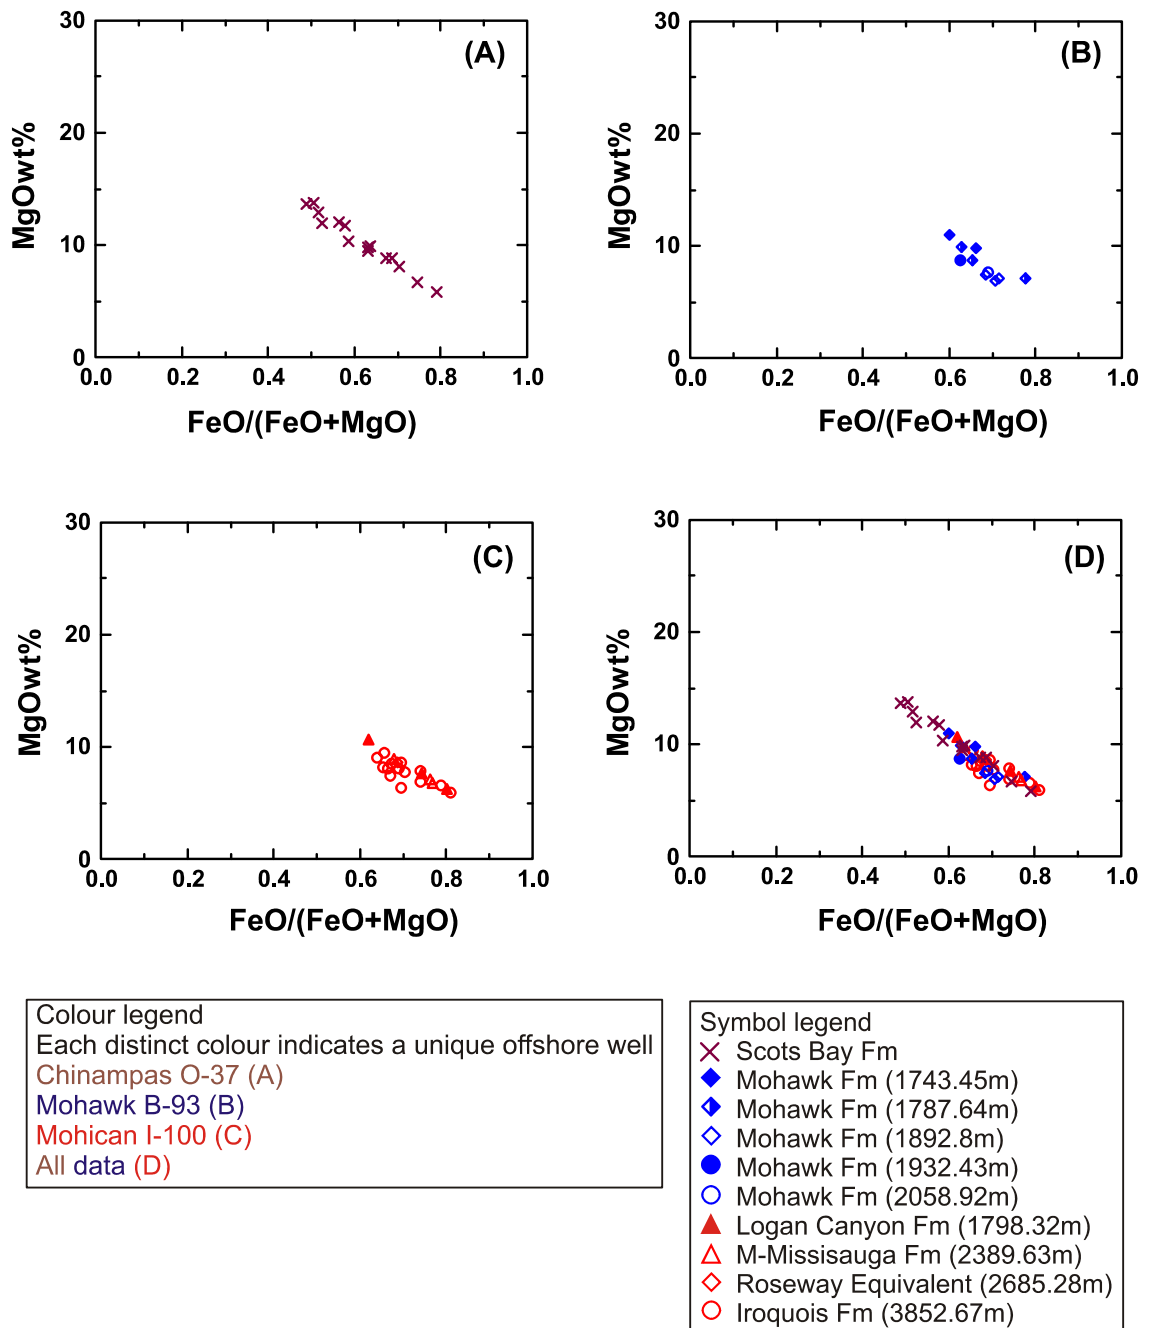 30
20
10
0
MgOwt%
(A)
0.0 0.2 0.4 0.6 0.8 1.0
FeO/(FeO+MgO)
30
20
10
0
MgOwt%
(B)
0.0 0.2 0.4 0.6 0.8 1.0
FeO/(FeO+MgO)
30
20
10
0
MgOwt%
(C)
0.0 0.2 0.4 0.6 0.8 1.0
FeO/(FeO+MgO)
30
20
10
0
MgOwt%
(D)
0.0 0.2 0.4 0.6 0.8 1.0
FeO/(FeO+MgO)
Colour legend
Each distinct colour indicates a unique offshore well
Chinampas O-37 (A)
Mohawk B-93 (B)
Mohican I-100 (C)
All data (D)
Symbol legend
Scots Bay Fm
Mohawk Fm (1743.45m)
Mohawk Fm (1787.64m)
Mohawk Fm (1892.8m)
Mohawk Fm (1932.43m)
Mohawk Fm (2058.92m)
Logan Canyon Fm (1798.32m)
M-Missisauga Fm (2389.63m)
Roseway Equivalent (2685.28m)
Iroquois Fm (3852.67m)